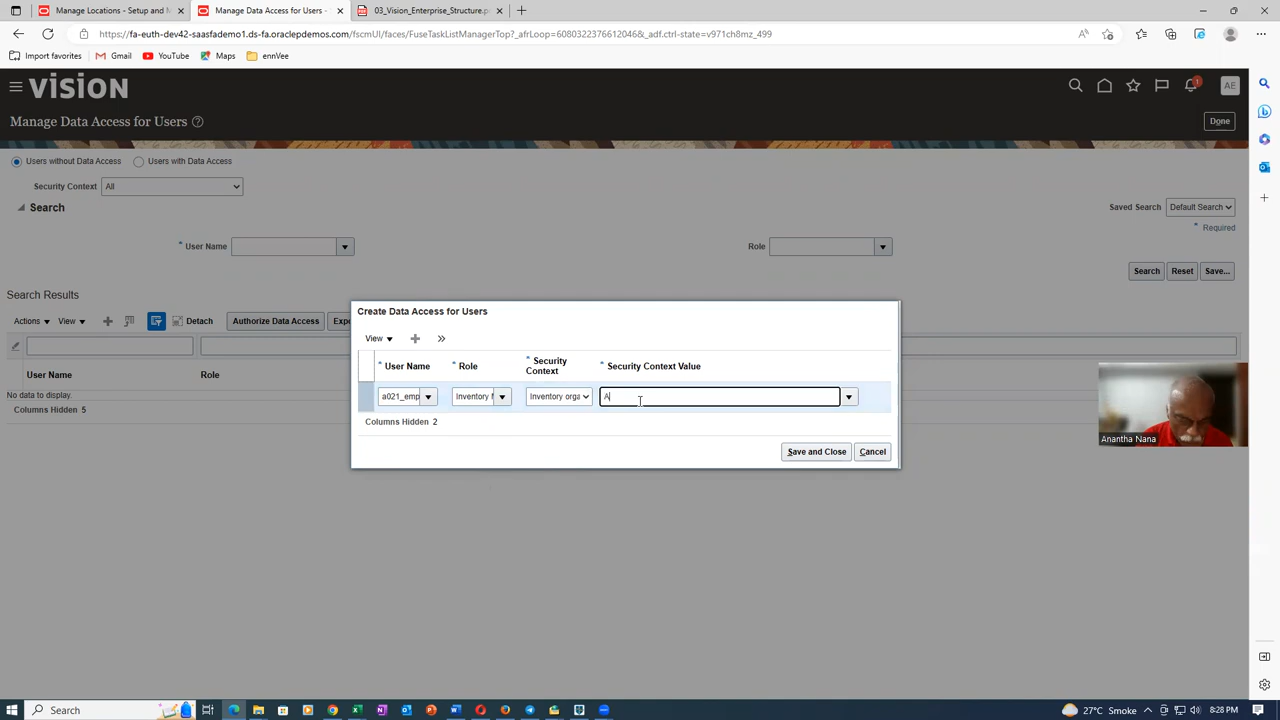 Manage Locations - Setup and M
Manage Data Access for Users -
03_Vision_Enterprise_Structure.p
https://fa-euth-dev42-saasfademo1.ds-fa.oraclepdemos.com/fscmUI/faces/FuseTaskListManagerTop?_afrLoop=60803223766120468&_adf.ctrl-state=v971ch8mz_499
Import favorites
Gmail
YouTube
Maps
ennVee
VISION
1
AE
Manage Data Access for Users
Done
Users without Data Access
Users with Data Access
Security Context
All
Search
Saved Search
Default Search
* Required
* User Name
Role
Search
Reset
Save...
Search Results
Actions
View
Detach
Authorize Data Access
Expo
User Name
Role
No data to display.
Columns Hidden 5
Create Data Access for Users
View
* User Name
* Role
* Security Context
* Security Context Value
a021_emp
Inventory
Inventory orga
A
Columns Hidden 2
Save and Close
Cancel
Anantha Nana
Search
27°C Smoke
8:28 PM